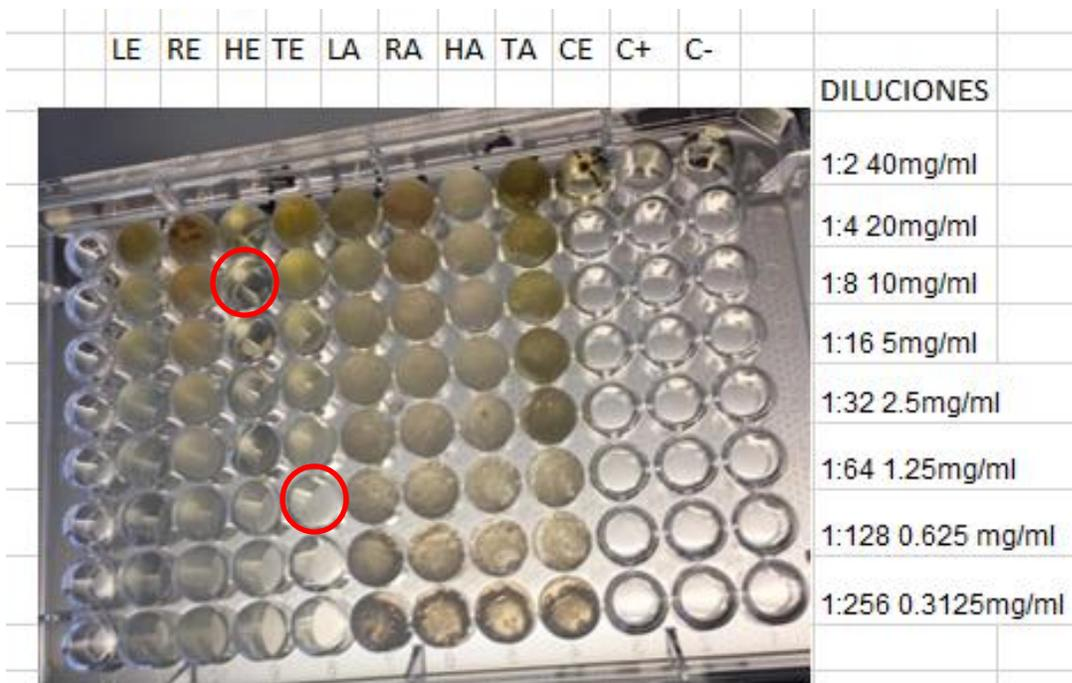 LE RE HE TE LA RA HA TA CE C+ C-
DILUCIONES
1:2 40mg/ml
1:4 20mg/ml
1:8 10mg/ml
1:16 5mg/ml
1:32 2.5mg/ml
1:64 1.25mg/ml
1:128 0.625 mg/ml
1:256 0.3125mg/ml